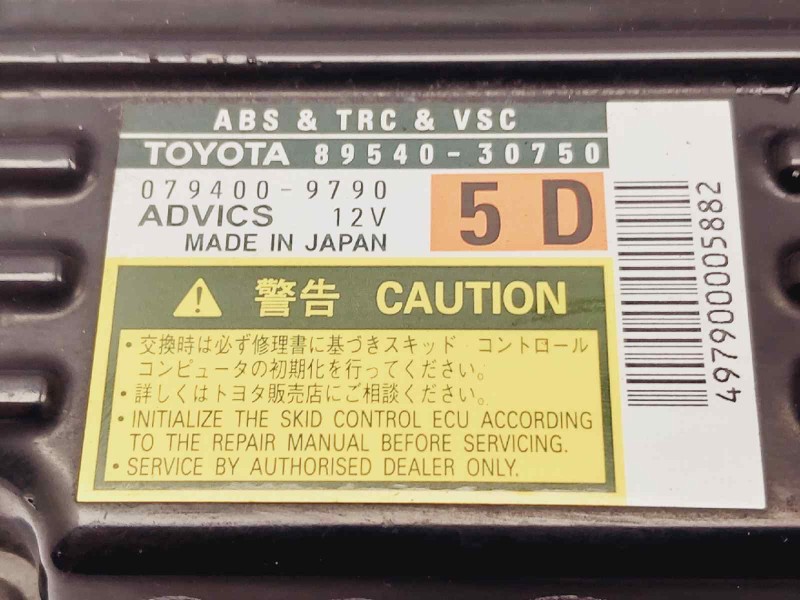 ABS & TRC & VSC
TOYOTA 89540-30750
079400-9790
ADVICS 12V
MADE IN JAPAN
5 D
警告 CAUTION
・交換時は必ず修理書に基づきスキッド コントロール
コンピュータの初期化を行ってください。
・詳しくはトヨタ販売店にご相談ください。
・INITIALIZE THE SKID CONTROL ECU ACCORDING
TO THE REPAIR MANUAL BEFORE SERVICING.
・SERVICE BY AUTHORISED DEALER ONLY.
497900005882